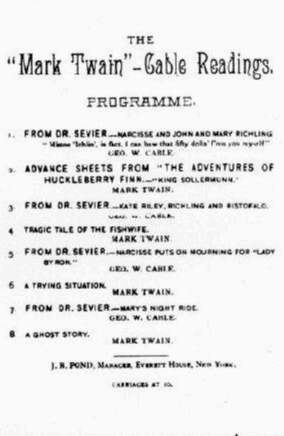 THE
"Mark Twain"-Cable Readings.
PROGRAMME.
1. FROM DR. SEVIER.—NARCISSE AND JOHN AND MARY RICHLING
"Mistoo 'Itchlin', in fact, I can baw that fifty dolla' f'om you myself"
GEO. W. CABLE.
2. ADVANCE SHEETS FROM "THE ADVENTURES OF
HUCKLEBERRY FINN.—"KING SOLLERMUNN."
MARK TWAIN.
3. FROM DR. SEVIER.—KATE RILEY, RICHLING AND RISTOFALO.
GEO. W. CABLE.
4 TRAGIC TALE OF THE FISHWIFE.
MARK TWAIN.
5 FROM DR. SEVIER.—NARCISSE PUTS ON MOURNING FOR "LADY
BYRON."
GEO. W. CABLE.
6 A TRYING SITUATION.
MARK TWAIN.
7. FROM DR. SEVIER.—MARY'S NIGHT RIDE.
GEO. W. CABLE.
8 A GHOST STORY.
MARK TWAIN.
J. B. POND, MANAGER, EVERETT HOUSE, NEW YORK.
CARRIAGES AT 10.